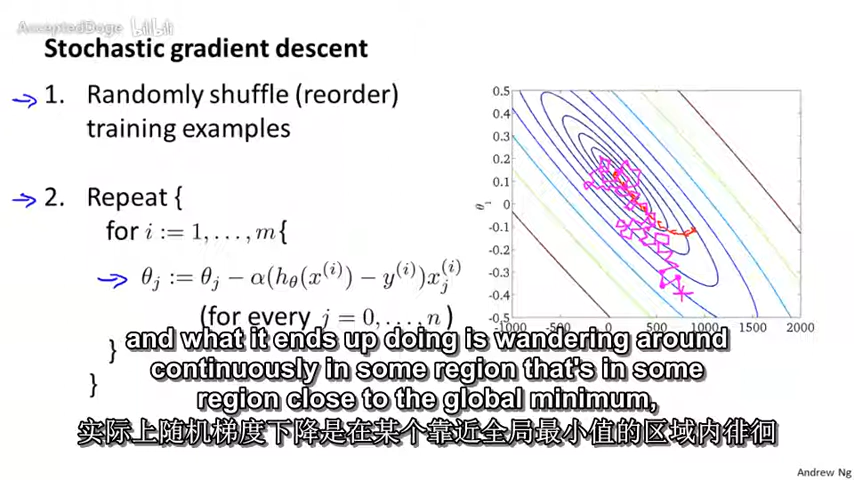 AcceptedDoge bilibili
Stochastic gradient descent
1. Randomly shuffle (reorder)
training examples
2. Repeat {
for i := 1, . . . , m {
θj := θj − α(hθ(x(i)) − y(i))xj(i)
(for every j = 0, . . . , n)
}
}
0.5
0.4
0.3
0.2
0.1
0
-0.1
-0.2
-0.3
-0.4
-0.5
-1000 -500 0 500 1000 1500 2000
and what it ends up doing is wandering around
continuously in some region that's in some
region close to the global minimum,
实际上随机梯度下降是在某个靠近全局最小值的区域内徘徊
Andrew Ng